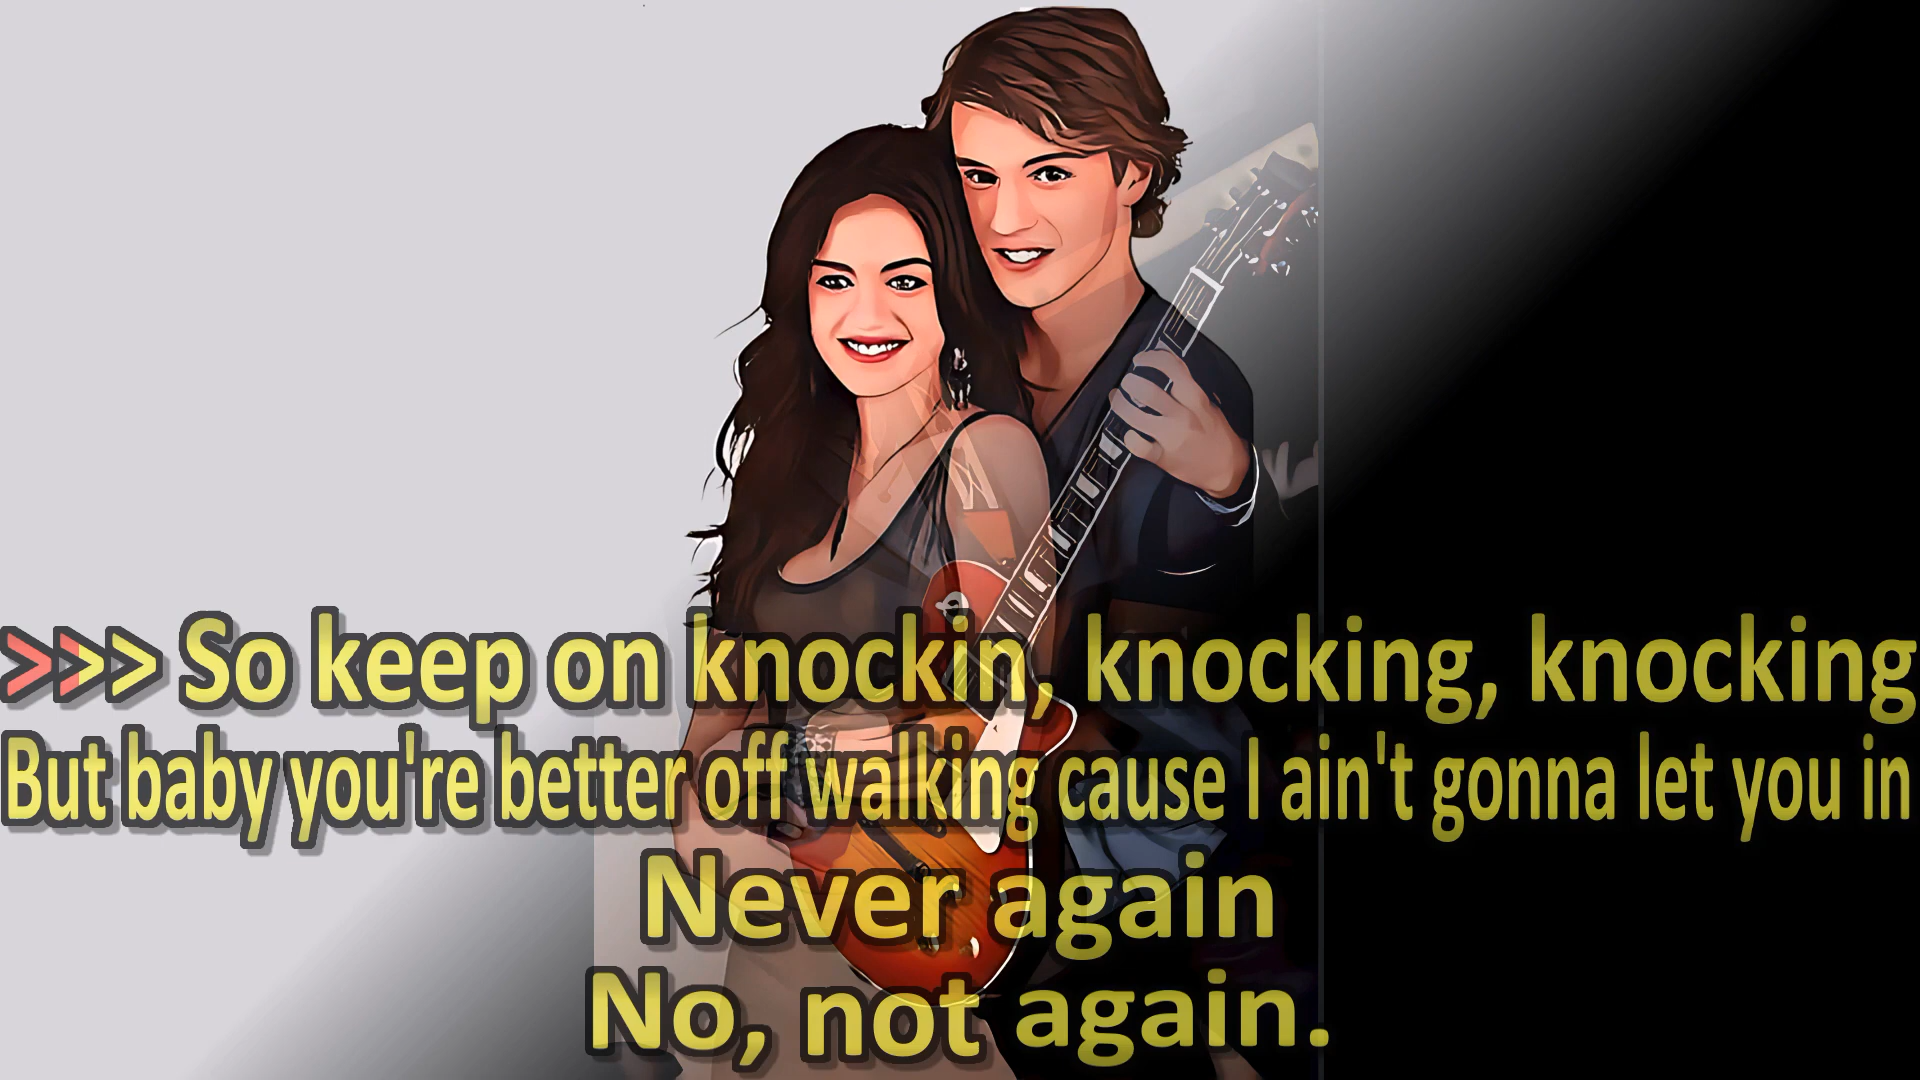 >>> So keep on knockin, knocking, knocking
But baby you're better off walking cause I ain't gonna let you in
Never again
No, not again.